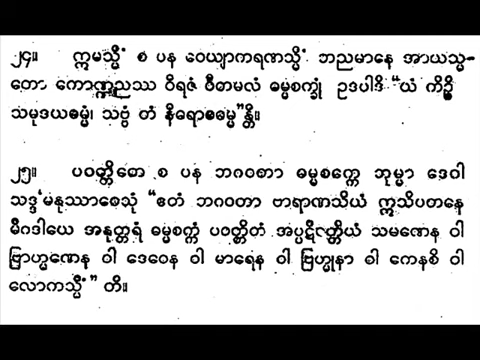 ၂၄။ ဣမသ္မိံ စ ပန ဝေယျာကရဏသ္မိံ ဘညမာနေ အာယသ္မ-
တော ကောဏ္ဍညဿ ဝိရဇံ ဝီတမလံ ဓမ္မစက္ခုံ ဥဒပါဒိ “ယံ ကိဉ္စိ
သမုဒယဓမ္မံ၊ သဗ္ဗံ တံ နိရောဓဓမ္မ”န္တိ။
၂၅။ ပဝတ္တိတေ စ ပန ဘဂဝတာ ဓမ္မစက္ကေ ဘုမ္မာ ဒေဝါ
သဒ္ဒမနုဿာဝေသုံ “ဧတံ ဘဂဝတာ ဗာရာဏသိယံ ဣသိပတနေ
မိဂဒါယေ အနုတ္တရံ ဓမ္မစက္ကံ ပဝတ္တိတံ အပ္ပဋိဝတ္တိယံ သမဏေန ဝါ
ဗြာဟ္မဏေန ဝါ ဒေဝေန ဝါ မာရေန ဝါ ဗြဟ္မုနာ ဝါ ကေနစိ ဝါ
လောကသ္မိံ” တိ။